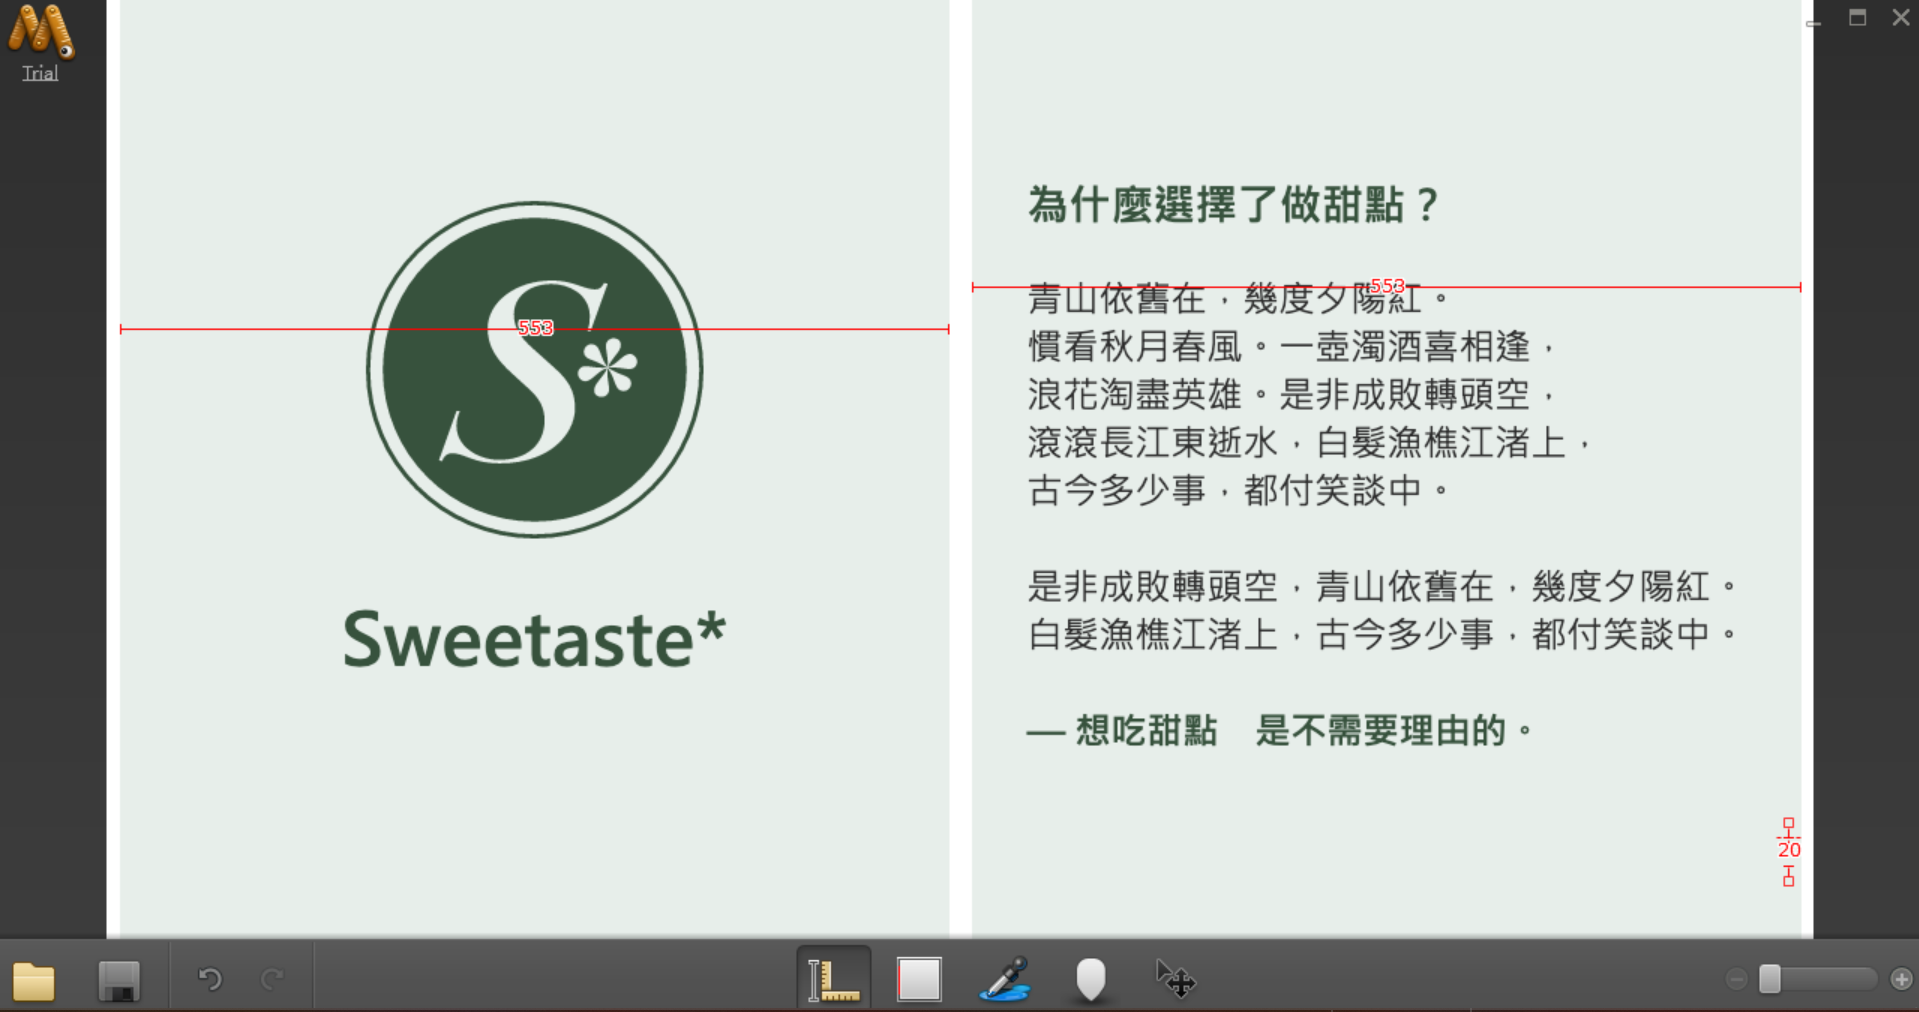 Trial
553
S*
Sweetaste*
為什麼選擇了做甜點？
553
青山依舊在，幾度夕陽紅。
慣看秋月春風。一壺濁酒喜相逢，
浪花淘盡英雄。是非成敗轉頭空，
滾滾長江東逝水，白髮漁樵江渚上，
古今多少事，都付笑談中。
是非成敗轉頭空，青山依舊在，幾度夕陽紅。
白髮漁樵江渚上，古今多少事，都付笑談中。
— 想吃甜點　是不需要理由的。
20